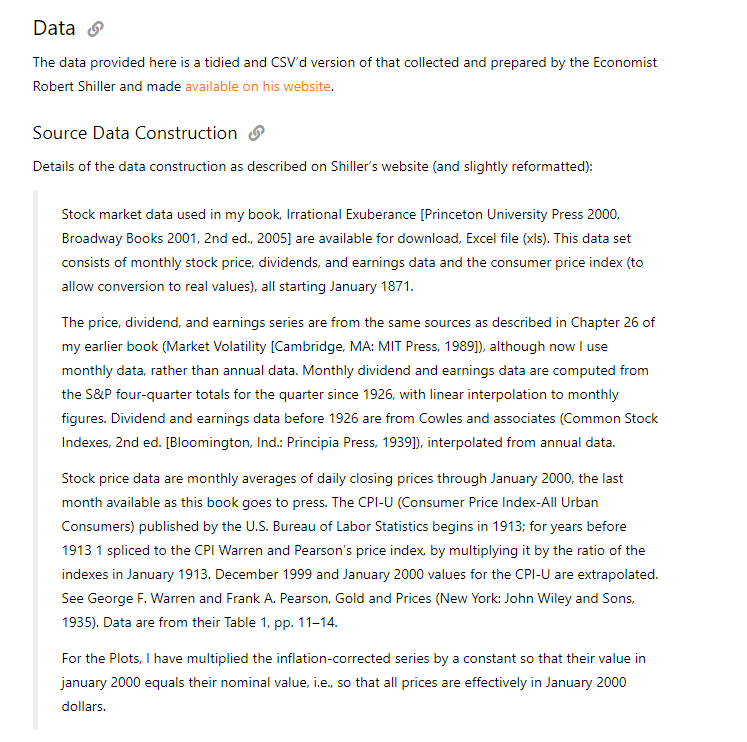 Data
The data provided here is a tidied and CSV'd version of that collected and prepared by the Economist
Robert Shiller and made available on his website.
Source Data Construction
Details of the data construction as described on Shiller's website (and slightly reformatted):
Stock market data used in my book, Irrational Exuberance [Princeton University Press 2000,
Broadway Books 2001, 2nd ed., 2005] are available for download, Excel file (xls). This data set
consists of monthly stock price, dividends, and earnings data and the consumer price index (to
allow conversion to real values), all starting January 1871.
The price, dividend, and earnings series are from the same sources as described in Chapter 26 of
my earlier book (Market Volatility [Cambridge, MA: MIT Press, 1989]), although now I use
monthly data, rather than annual data. Monthly dividend and earnings data are computed from
the S&P four-quarter totals for the quarter since 1926, with linear interpolation to monthly
figures. Dividend and earnings data before 1926 are from Cowles and associates (Common Stock
Indexes, 2nd ed. [Bloomington, Ind.: Principia Press, 1939]), interpolated from annual data.
Stock price data are monthly averages of daily closing prices through January 2000, the last
month available as this book goes to press. The CPI-U (Consumer Price Index-All Urban
Consumers) published by the U.S. Bureau of Labor Statistics begins in 1913; for years before
1913 1 spliced to the CPI Warren and Pearson's price index, by multiplying it by the ratio of the
indexes in January 1913. December 1999 and January 2000 values for the CPI-U are extrapolated.
See George F. Warren and Frank A. Pearson, Gold and Prices (New York: John Wiley and Sons,
1935). Data are from their Table 1, pp. 11–14.
For the Plots, I have multiplied the inflation-corrected series by a constant so that their value in
january 2000 equals their nominal value, i.e., so that all prices are effectively in January 2000
dollars.